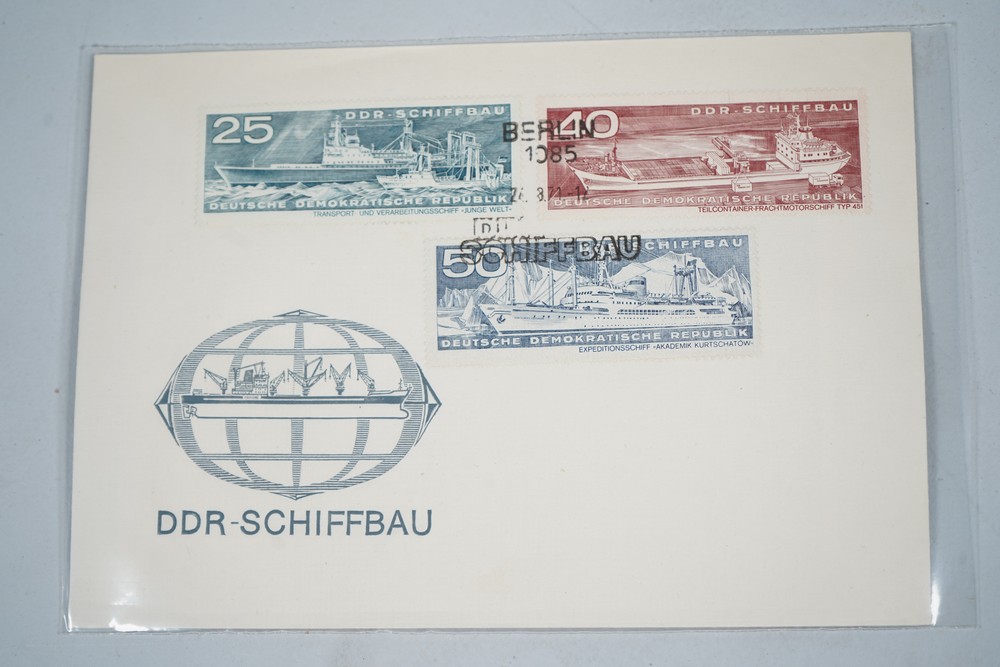 25
DDR-SCHIFFBAU
DEUTSCHE DEMOKRATISCHE REPUBLIK
TRANSPORT- UND VERARBEITUNGSSCHIFF »JUNGE WELT«
40
DDR-SCHIFFBAU
DEUTSCHE DEMOKRATISCHE REPUBLIK
TEILCONTAINER-FRACHTMOTORSCHIFF TYP 451
BERLIN
1085
SCHIFFBAU
50
DDR-SCHIFFBAU
DEUTSCHE DEMOKRATISCHE REPUBLIK
EXPEDITIONSSCHIFF »AKADEMIK KURTSCHATOW«
DDR-SCHIFFBAU